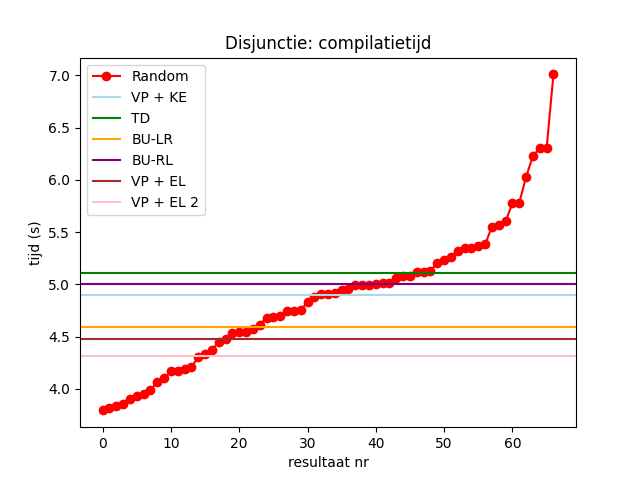 Disjunctie: compilatietijd
Random
VP + KE
TD
BU-LR
BU-RL
VP + EL
VP + EL 2
tijd (s)
7.0
6.5
6.0
5.5
5.0
4.5
4.0
0 10 20 30 40 50 60
resultaat nr